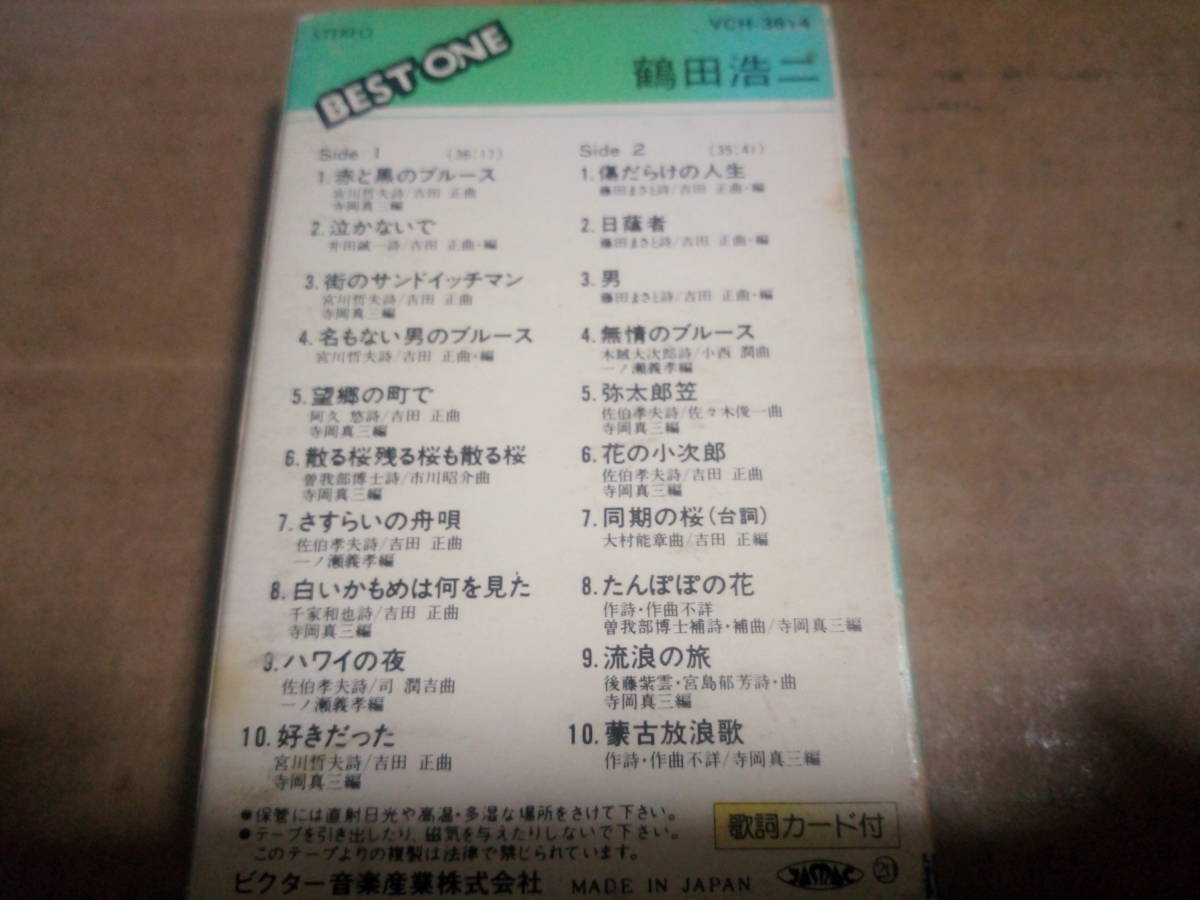 STEREO
BEST ONE
VCH-3614
鶴田浩二
Side 1 (36:17)
1. 赤と黒のブルース
宮川哲夫詩/吉田 正曲
寺岡真三編
2. 泣かないで
井田誠一詩/吉田 正曲・編
3. 街のサンドイッチマン
宮川哲夫詩/吉田 正曲
寺岡真三編
4. 名もない男のブルース
宮川哲夫詩/吉田 正曲・編
5. 望郷の町で
阿久 悠詩/吉田 正曲
寺岡真三編
6. 散る桜残る桜も散る桜
曽我部博士詩/市川昭介曲
寺岡真三編
7. さすらいの舟唄
佐伯孝夫詩/吉田 正曲
一ノ瀬義孝編
8. 白いかもめは何を見た
千家和也詩/吉田 正曲
寺岡真三編
9. ハワイの夜
佐伯孝夫詩/司 潤吉曲
一ノ瀬義孝編
10. 好きだった
宮川哲夫詩/吉田 正曲
寺岡真三編
Side 2 (35:41)
1. 傷だらけの人生
藤田まさと詩/吉田 正曲・編
2. 日蔭者
藤田まさと詩/吉田 正曲・編
3. 男
藤田まさと詩/吉田 正曲・編
4. 無情のブルース
木賊大次郎詩/小西 潤曲
一ノ瀬義孝編
5. 弥太郎笠
佐伯孝夫詩/佐々木俊一曲
寺岡真三編
6. 花の小次郎
佐伯孝夫詩/吉田 正曲
寺岡真三編
7. 同期の桜(台詞)
大村能章曲/吉田 正編
8. たんぽぽの花
作詩・作曲不詳
曽我部博士補詩・補曲/寺岡真三編
9. 流浪の旅
後藤紫雲・宮島郁芳詩・曲
寺岡真三編
10. 蒙古放浪歌
作詩・作曲不詳/寺岡真三編
●保管には直射日光や高温・多湿な場所をさけて下さい。
●テープを引き出したり、磁気を与えたりしないで下さい。
このテープよりの複製は法律で禁じられています。
歌詞カード付
ビクター音楽産業株式会社 MADE IN JAPAN JASRAC 20